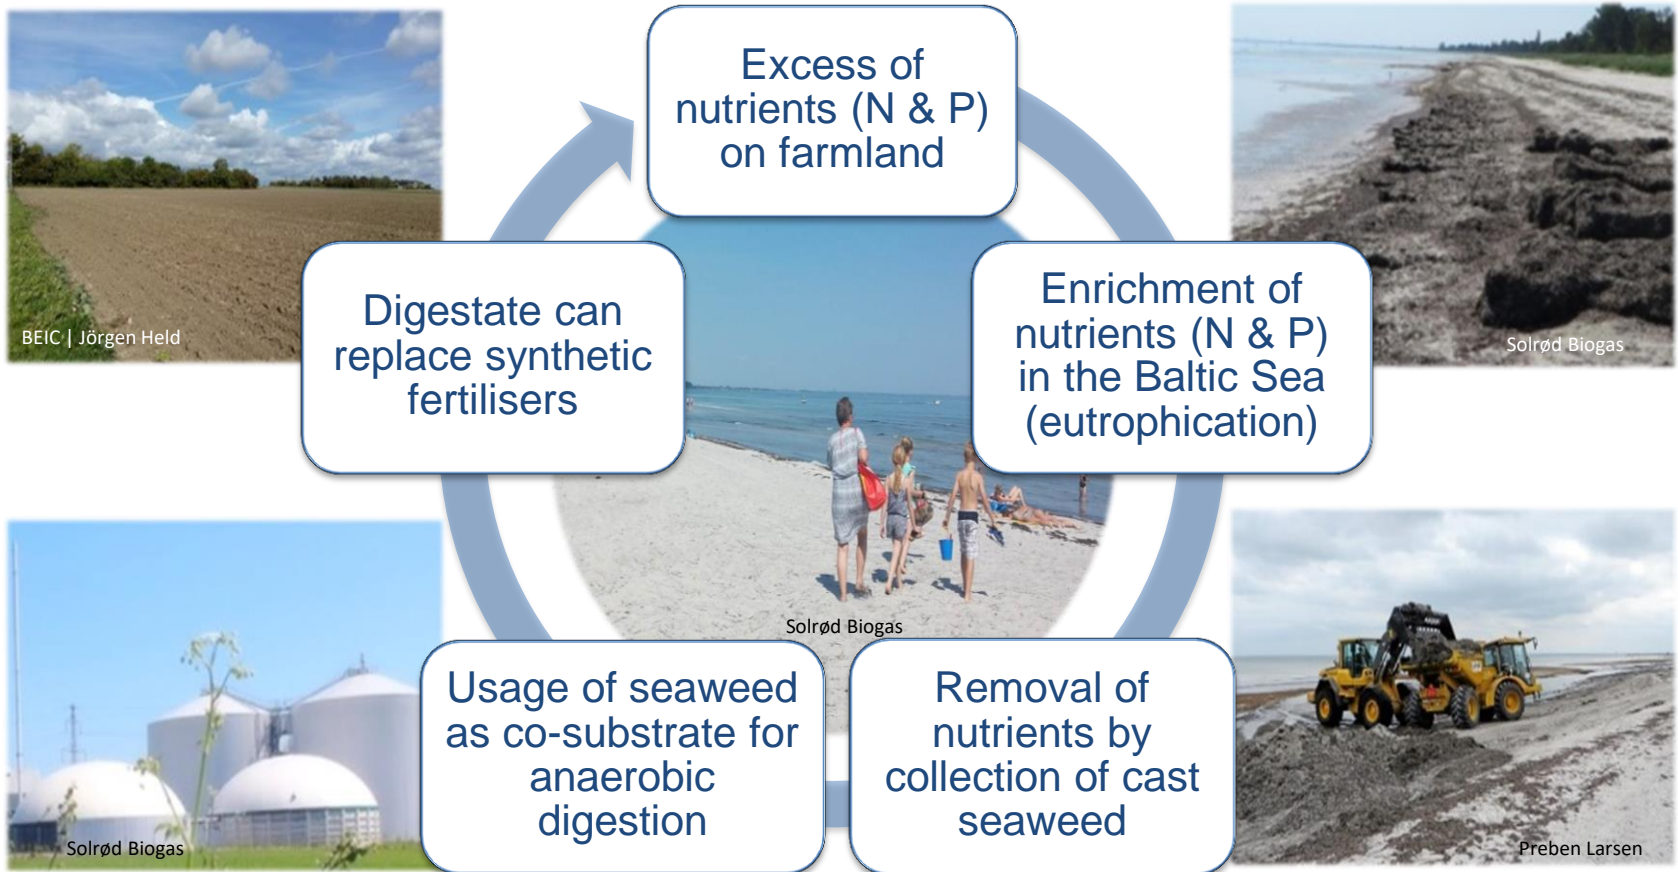 Excess of
nutrients (N & P)
on farmland
Enrichment of
nutrients (N & P)
in the Baltic Sea
(eutrophication)
Removal of
nutrients by
collection of cast
seaweed
Usage of seaweed
as co-substrate for
anaerobic
digestion
Digestate can
replace synthetic
fertilisers
BEIC | Jörgen Held
Solrød Biogas
Solrød Biogas
Solrød Biogas
Preben Larsen